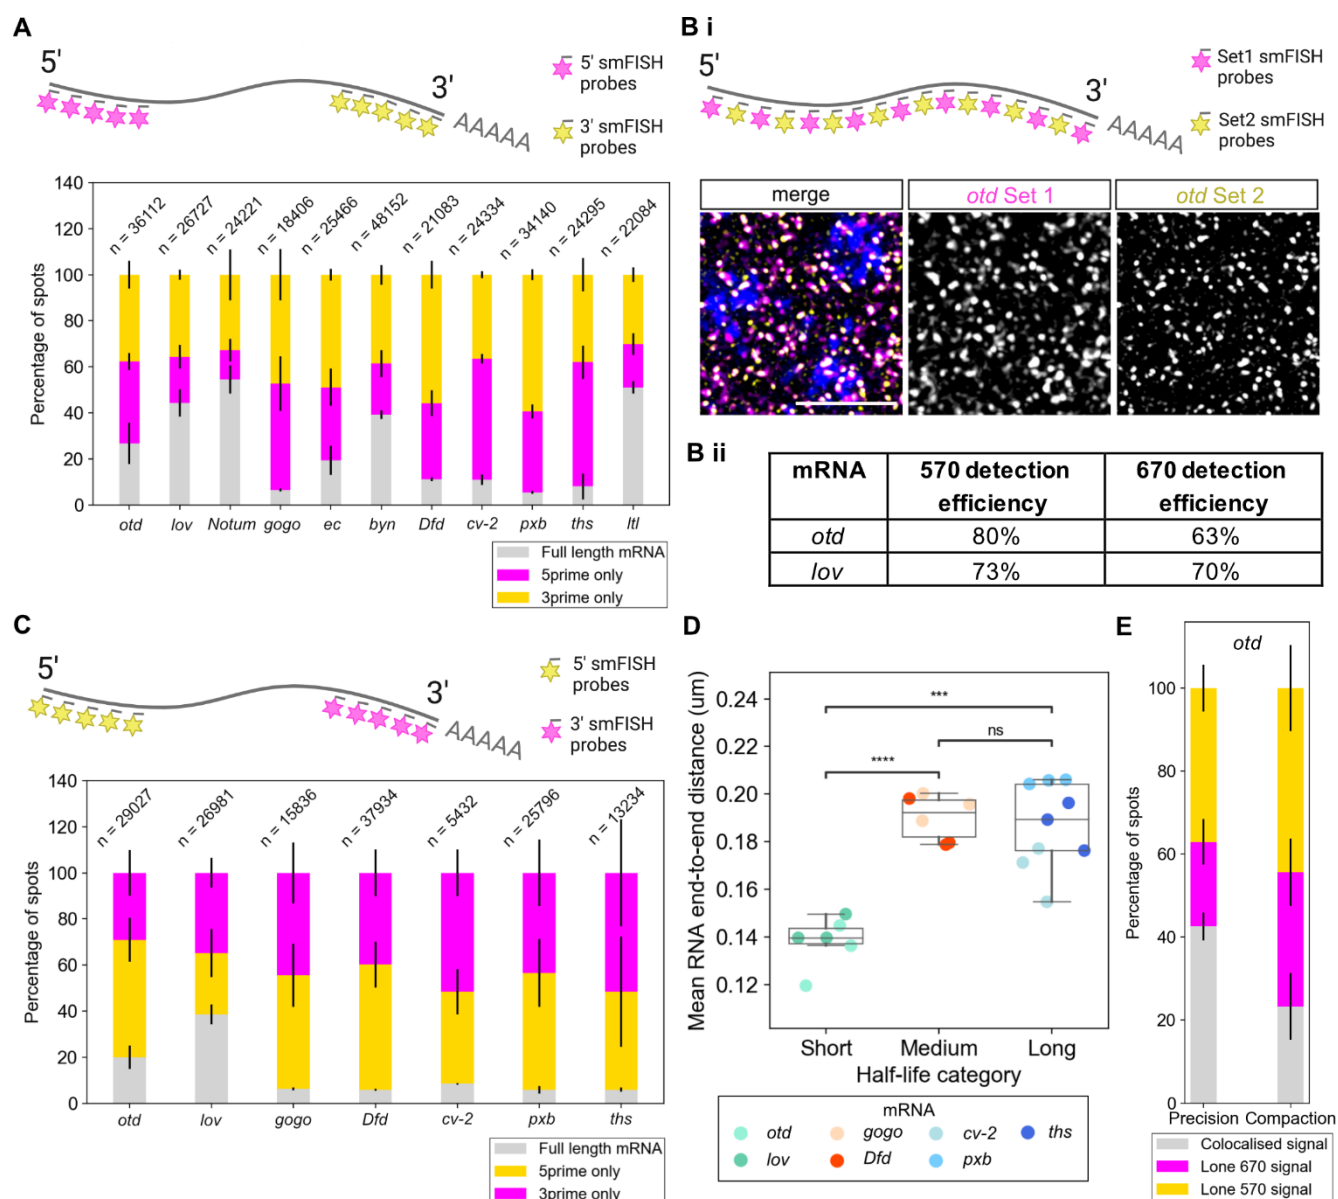 A
5'
3'
AAAAA
5' smFISH
probes
3' smFISH
probes
140
120
100
80
60
40
20
0
Percentage of spots
n = 36112
n = 26727
n = 24221
n = 18406
n = 25466
n = 48152
n = 21083
n = 24334
n = 34140
n = 24295
n = 22084
otd
lov
Notum
gogo
ec
byn
Dfd
cv-2
pxb
ths
ltl
Full length mRNA
5prime only
3prime only
B i
5'
3'
AAAAA
Set1 smFISH
probes
Set2 smFISH
probes
merge
otd Set 1
otd Set 2
B ii
mRNA
570 detection
efficiency
670 detection
efficiency
otd
80%
63%
lov
73%
70%
C
5'
3'
AAAAA
5' smFISH
probes
3' smFISH
probes
140
120
100
80
60
40
20
0
Percentage of spots
n = 29027
n = 26981
n = 15836
n = 37934
n = 5432
n = 25796
n = 13234
otd
lov
gogo
Dfd
cv-2
pxb
ths
Full length mRNA
5prime only
3prime only
D
Mean RNA end-to-end distance (um)
0.24
0.22
0.20
0.18
0.16
0.14
0.12
***
ns
****
Short
Medium
Long
Half-life category
mRNA
otd
gogo
cv-2
ths
lov
Dfd
pxb
E
otd
Percentage of spots
100
80
60
40
20
0
Precision
Compaction
Colocalised signal
Lone 670 signal
Lone 570 signal